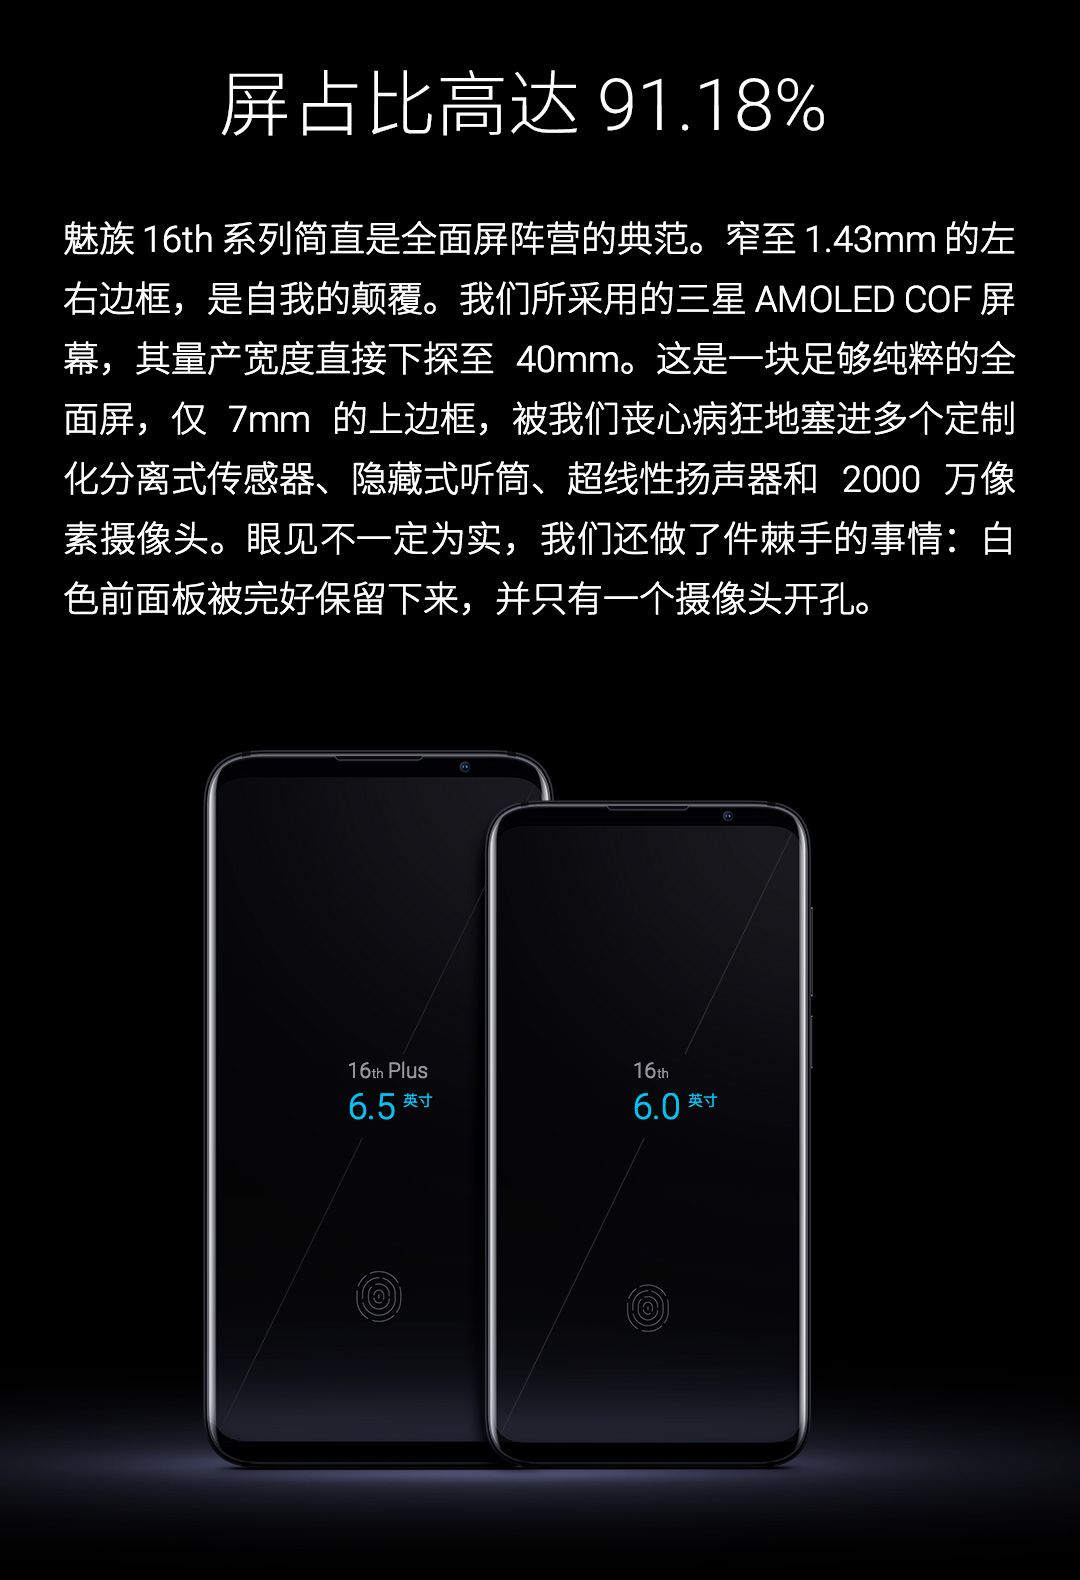 屏占比高达 91.18%
魅族 16th 系列简直是全面屏阵营的典范。窄至 1.43mm 的左
右边框，是自我的颠覆。我们所采用的三星 AMOLED COF 屏
幕，其量产宽度直接下探至 40mm。这是一块足够纯粹的全
面屏，仅 7mm 的上边框，被我们丧心病狂地塞进多个定制
化分离式传感器、隐藏式听筒、超线性扬声器和 2000 万像
素摄像头。眼见不一定为实，我们还做了件棘手的事情：白
色前面板被完好保留下来，并只有一个摄像头开孔。
16th Plus
6.5 英寸
16th
6.0 英寸